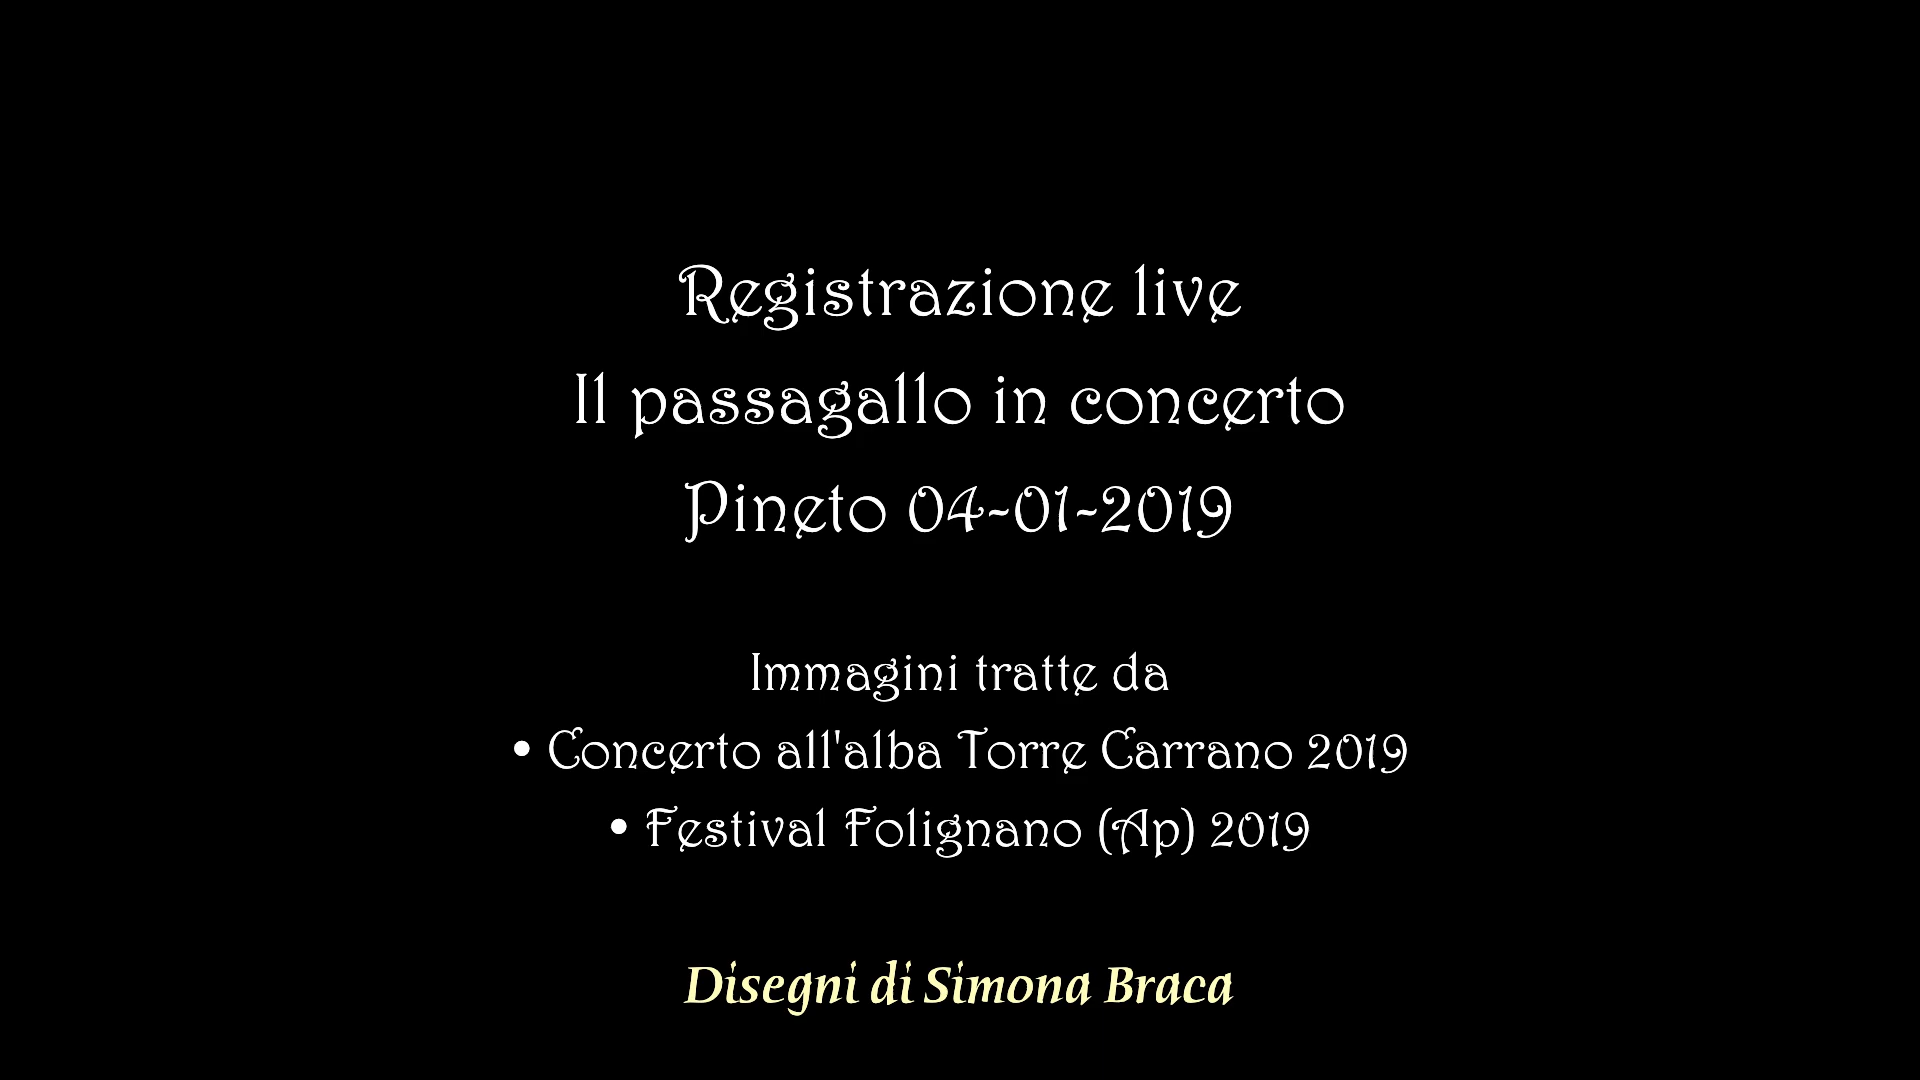 Registrazione live
Il passagallo in concerto
Pineto 04-01-2019
Immagini tratte da
• Concerto all'alba Torre Carrano 2019
• Festival Folignano (Ap) 2019
Disegni di Simona Braca